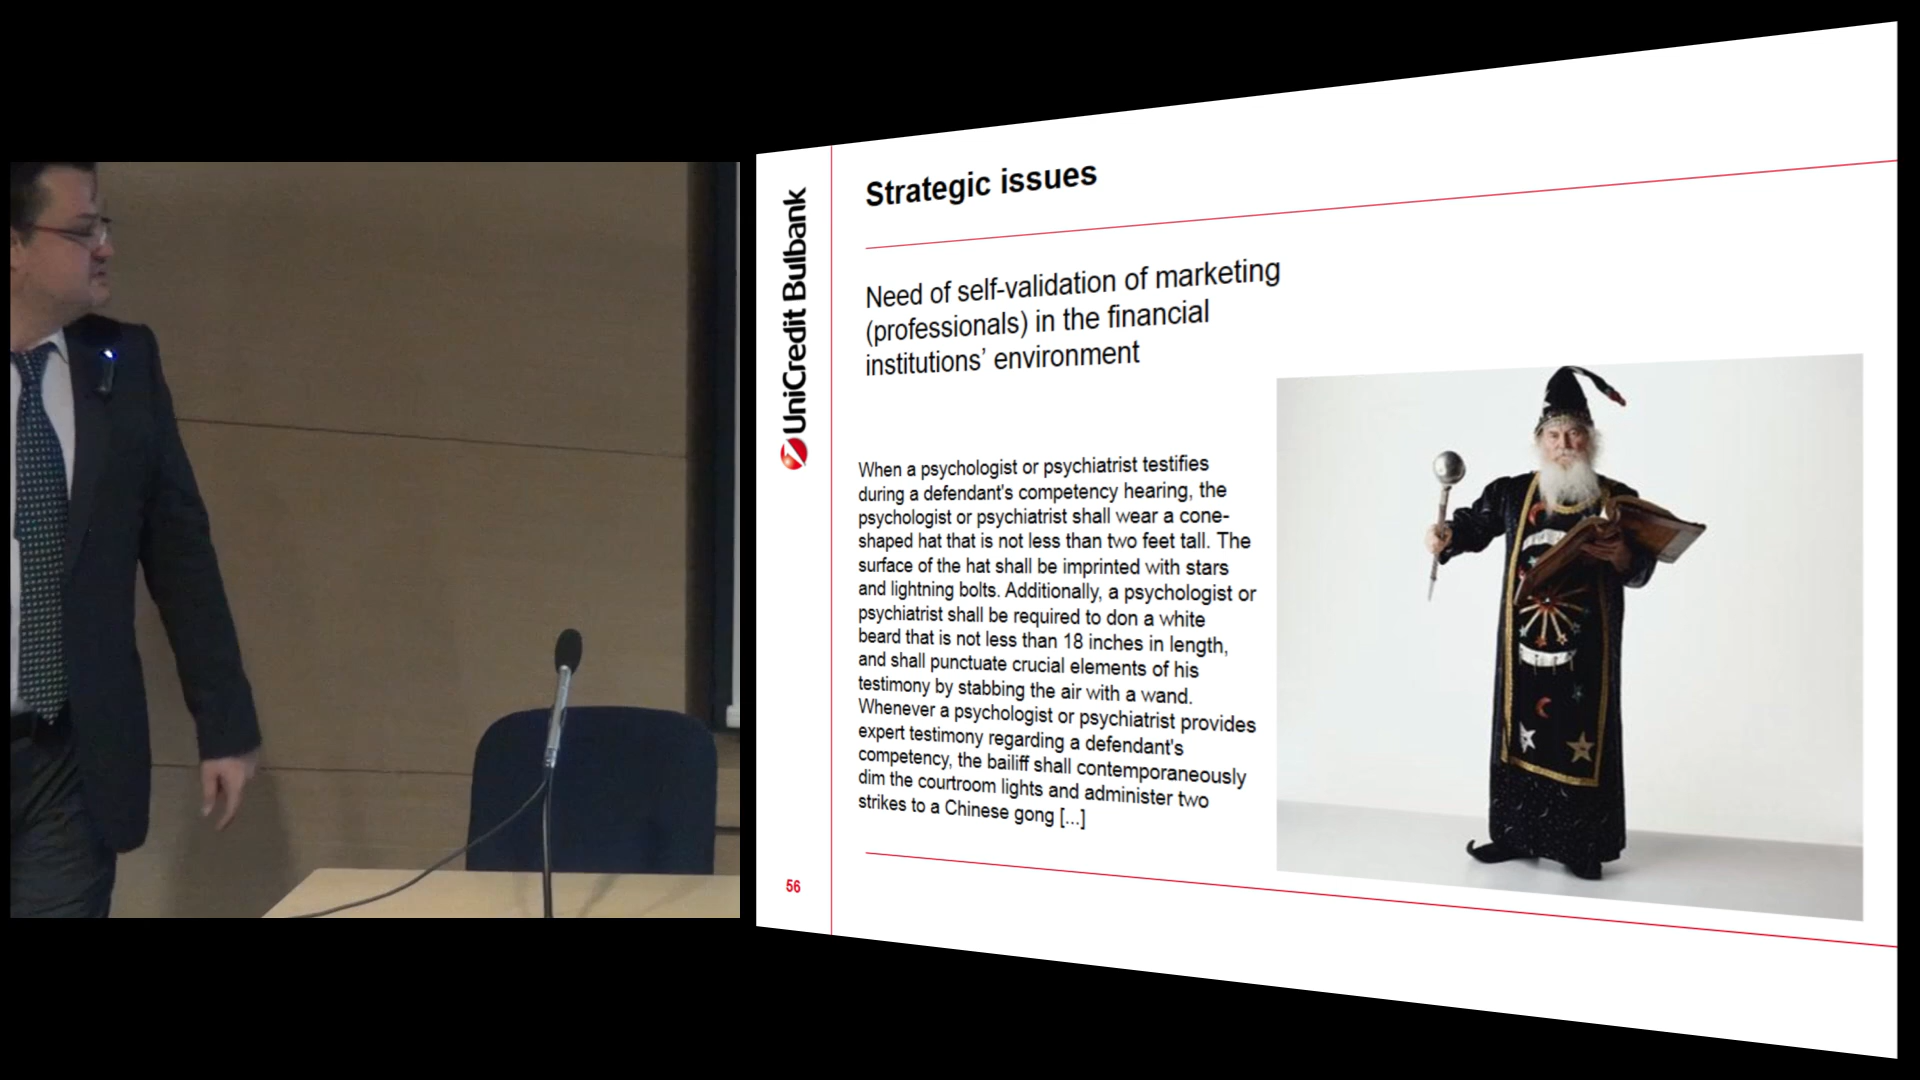 Strategic issues
UniCredit Bulbank
Need of self-validation of marketing
(professionals) in the financial
institutions’ environment
When a psychologist or psychiatrist testifies
during a defendant's competency hearing, the
psychologist or psychiatrist shall wear a cone-
shaped hat that is not less than two feet tall. The
surface of the hat shall be imprinted with stars
and lightning bolts. Additionally, a psychologist or
psychiatrist shall be required to don a white
beard that is not less than 18 inches in length,
and shall punctuate crucial elements of his
testimony by stabbing the air with a wand.
Whenever a psychologist or psychiatrist provides
expert testimony regarding a defendant's
competency, the bailiff shall contemporaneously
dim the courtroom lights and administer two
strikes to a Chinese gong [...]
56